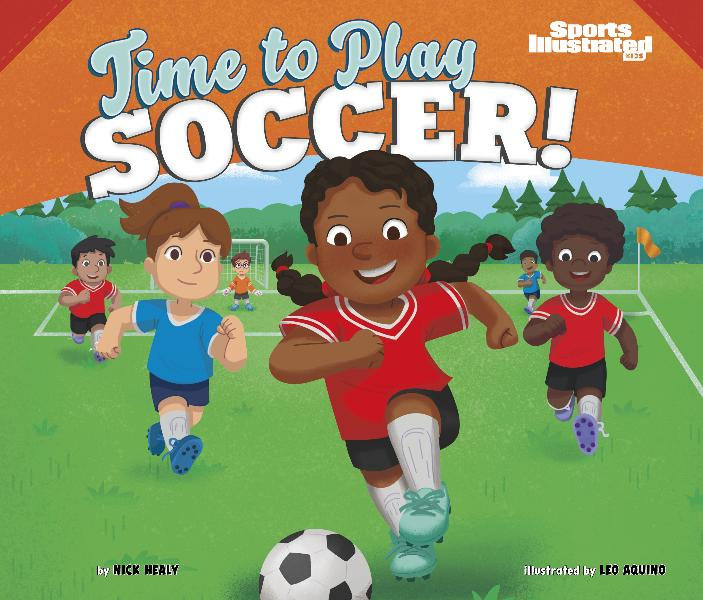 Time to Play
SOCCER!
Sports
Illustrated
KIDS
by NICK HEALY
illustrated by LEO AQUINO